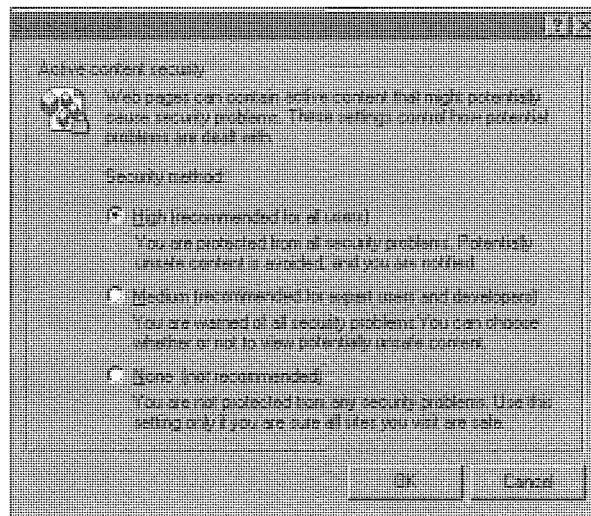 Active content security
Web pages can contain active content that might potentially
cause security problems. These settings control how potential
problems are dealt with.
Security method:
High (recommended for all users)
You are protected from all security problems. Potentially
unsafe content is avoided, and you are notified.
Medium (recommended for expert users and developers)
You are warned of all security problems. You can choose
whether or not to view potentially unsafe content.
None (not recommended)
You are not protected from any security problems. Use this
setting only if you are sure all sites you visit are safe.
OK
Cancel